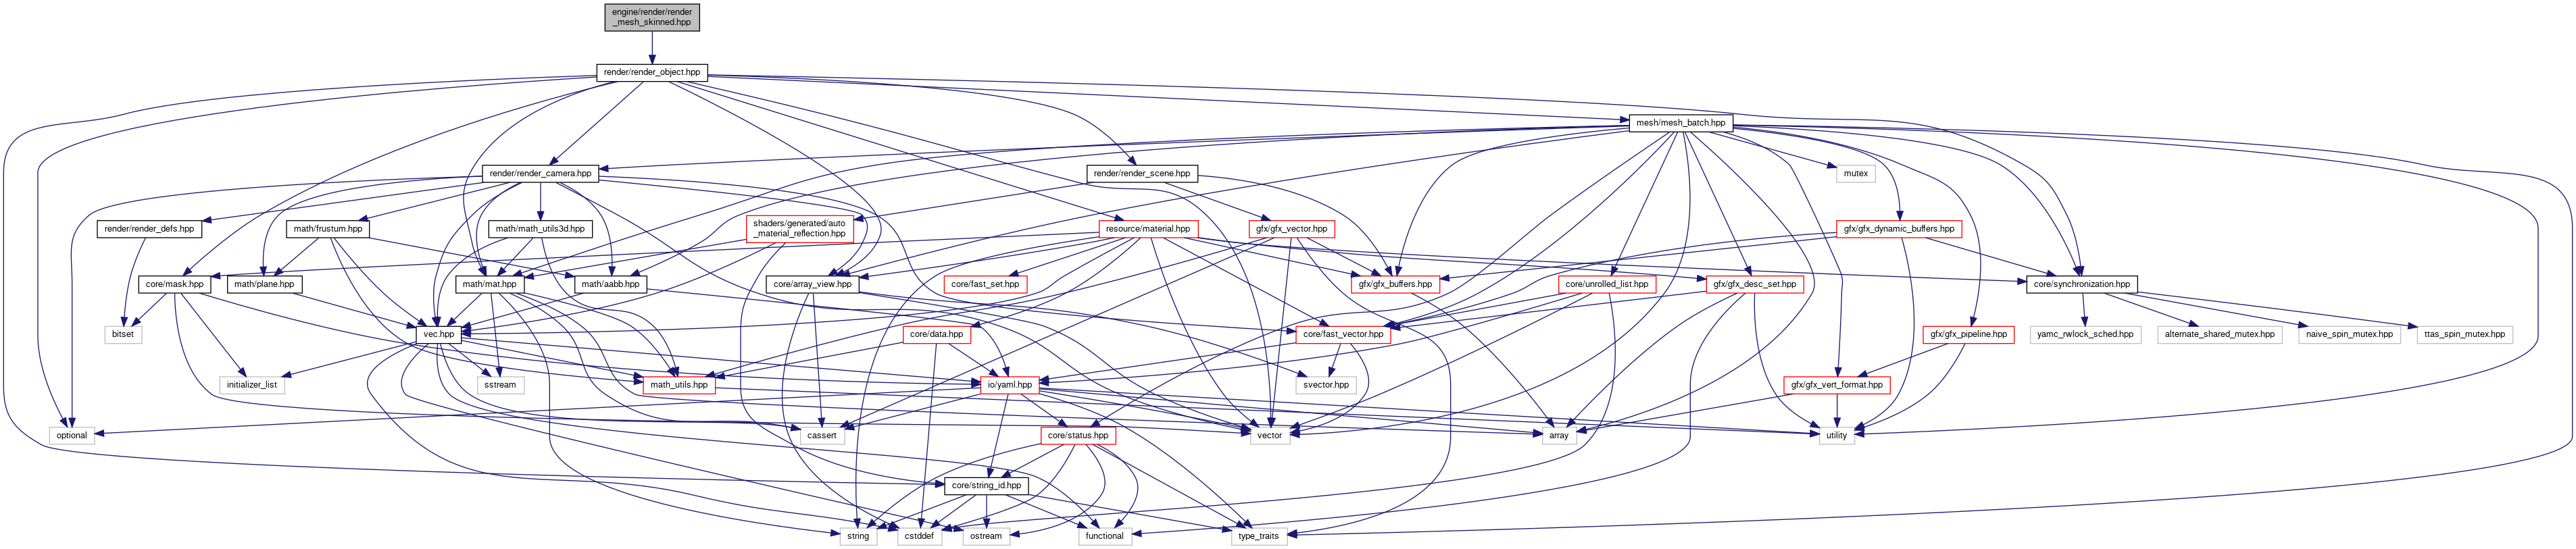 engine/render/render
_mesh_skinned.hpp
render/render_object.hpp
mesh/mesh_batch.hpp
render/render_camera.hpp
render/render_scene.hpp
mutex
render/render_defs.hpp
math/frustum.hpp
math/math_utils3d.hpp
shaders/generated/auto
_material_reflection.hpp
resource/material.hpp
gfx/gfx_vector.hpp
gfx/gfx_dynamic_buffers.hpp
core/mask.hpp
math/plane.hpp
math/mat.hpp
math/aabb.hpp
core/array_view.hpp
core/fast_set.hpp
gfx/gfx_buffers.hpp
core/unrolled_list.hpp
gfx/gfx_desc_set.hpp
core/synchronization.hpp
bitset
vec.hpp
core/data.hpp
core/fast_vector.hpp
gfx/gfx_pipeline.hpp
yamc_rwlock_sched.hpp
alternate_shared_mutex.hpp
naive_spin_mutex.hpp
ttas_spin_mutex.hpp
initializer_list
sstream
math_utils.hpp
io/yaml.hpp
svector.hpp
gfx/gfx_vert_format.hpp
optional
cassert
core/status.hpp
vector
array
utility
core/string_id.hpp
string
cstddef
ostream
functional
type_traits